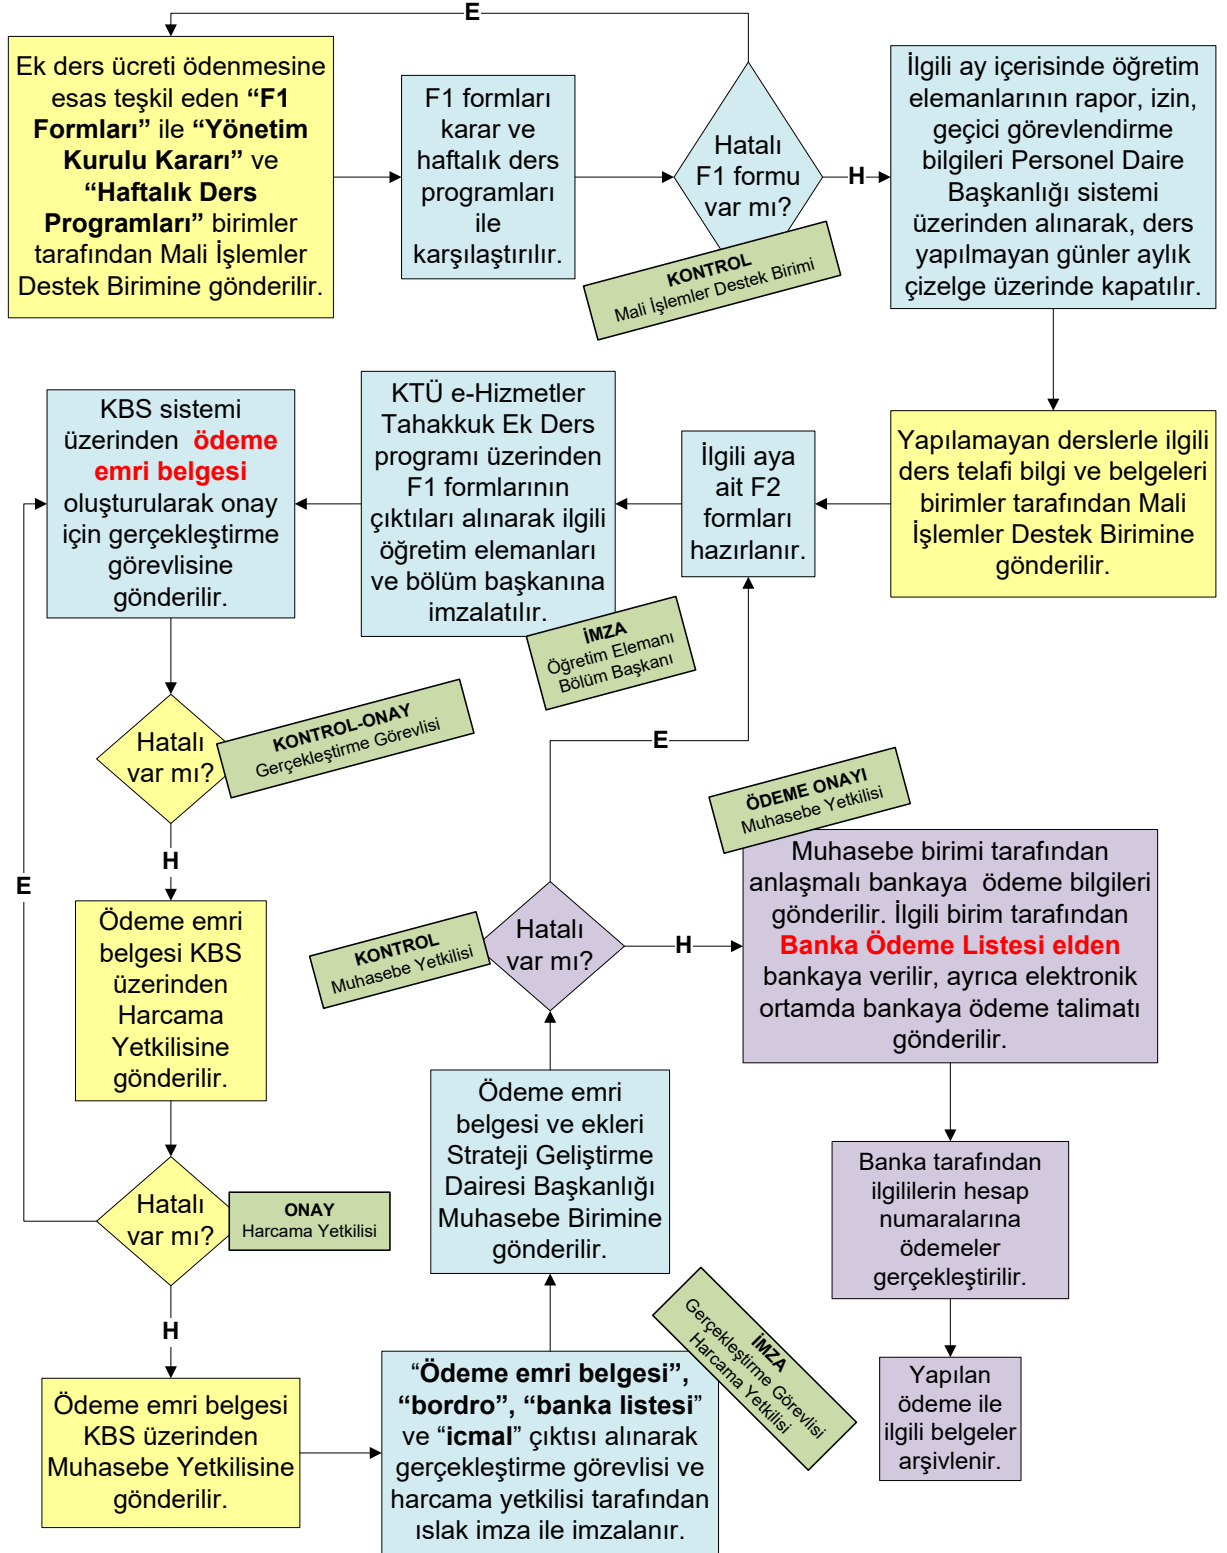 E
Ek ders ücreti ödenmesine
esas teşkil eden “F1
Formları” ile “Yönetim
Kurulu Kararı” ve
“Haftalık Ders
Programları” birimler
tarafından Mali İşlemler
Destek Birimine gönderilir.
F1 formları
karar ve
haftalık ders
programları
ile
karşılaştırılır.
Hatalı
F1 formu
var mı?
H
KONTROL
Mali İşlemler Destek Birimi
İlgili ay içerisinde öğretim
elemanlarının rapor, izin,
geçici görevlendirme
bilgileri Personel Daire
Başkanlığı sistemi
üzerinden alınarak, ders
yapılmayan günler aylık
çizelge üzerinde kapatılır.
Yapılamayan derslerle ilgili
ders telafi bilgi ve belgeleri
birimler tarafından Mali
İşlemler Destek Birimine
gönderilir.
İlgili aya
ait F2
formları
hazırlanır.
KTÜ e-Hizmetler
Tahakkuk Ek Ders
programı üzerinden
F1 formlarının
çıktıları alınarak ilgili
öğretim elemanları
ve bölüm başkanına
imzalatılır.
İMZA
Öğretim Elemanı
Bölüm Başkanı
KBS sistemi
üzerinden ödeme
emri belgesi
oluşturularak onay
için gerçekleştirme
görevlisine
gönderilir.
Hatalı
var mı?
KONTROL-ONAY
Gerçekleştirme Görevlisi
H
E
Ödeme emri
belgesi KBS
üzerinden
Harcama
Yetkilisine
gönderilir.
Hatalı
var mı?
ONAY
Harcama Yetkilisi
H
Ödeme emri belgesi
KBS üzerinden
Muhasebe Yetkilisine
gönderilir.
“Ödeme emri belgesi”,
“bordro”, “banka listesi”
ve “icmal” çıktısı alınarak
gerçekleştirme görevlisi ve
harcama yetkilisi tarafından
ıslak imza ile imzalanır.
İMZA
Gerçekleştirme Görevlisi
Harcama Yetkilisi
Ödeme emri
belgesi ve ekleri
Strateji Geliştirme
Dairesi Başkanlığı
Muhasebe Birimine
gönderilir.
Hatalı
var mı?
KONTROL
Muhasebe Yetkilisi
E
H
ÖDEME ONAYI
Muhasebe Yetkilisi
Muhasebe birimi tarafından
anlaşmalı bankaya ödeme bilgileri
gönderilir. İlgili birim tarafından
Banka Ödeme Listesi elden
bankaya verilir, ayrıca elektronik
ortamda bankaya ödeme talimatı
gönderilir.
Banka tarafından
ilgililerin hesap
numaralarına
ödemeler
gerçekleştirilir.
Yapılan
ödeme ile
ilgili belgeler
arşivlenir.